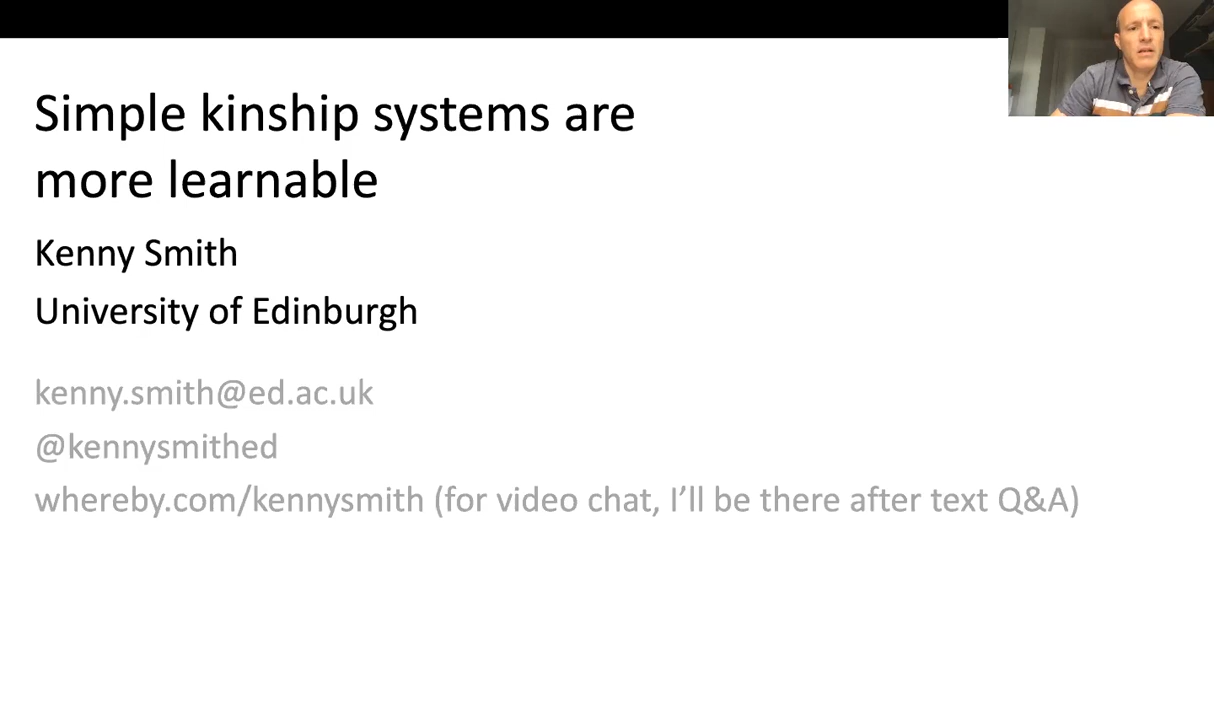 Simple kinship systems are
more learnable
Kenny Smith
University of Edinburgh
kenny.smith@ed.ac.uk
@kennysmithed
whereby.com/kennysmith (for video chat, I’ll be there after text Q&A)